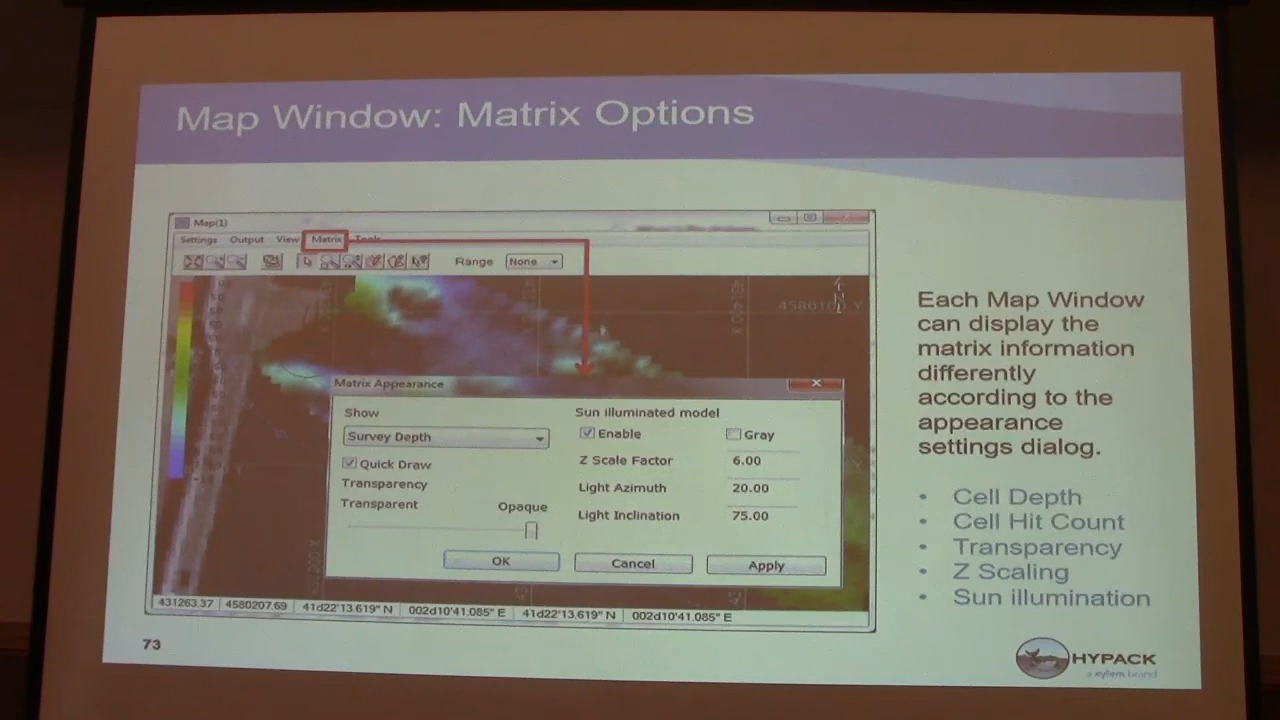 Map Window: Matrix Options
Map(1)
Settings Output View Matrix Tools
Range None
4580100 Y
Matrix Appearance
Show
Survey Depth
Quick Draw
Transparency
Transparent
Opaque
Sun illuminated model
Enable
Gray
Z Scale Factor 6.00
Light Azimuth 20.00
Light Inclination 75.00
OK Cancel Apply
431263.37 4580207.69 41d22'13.619" N 002d10'41.085" E 41d22'13.619" N 002d10'41.085" E
Each Map Window
can display the
matrix information
differently
according to the
appearance
settings dialog.
• Cell Depth
• Cell Hit Count
• Transparency
• Z Scaling
• Sun illumination
73
HYPACK
a xylem brand